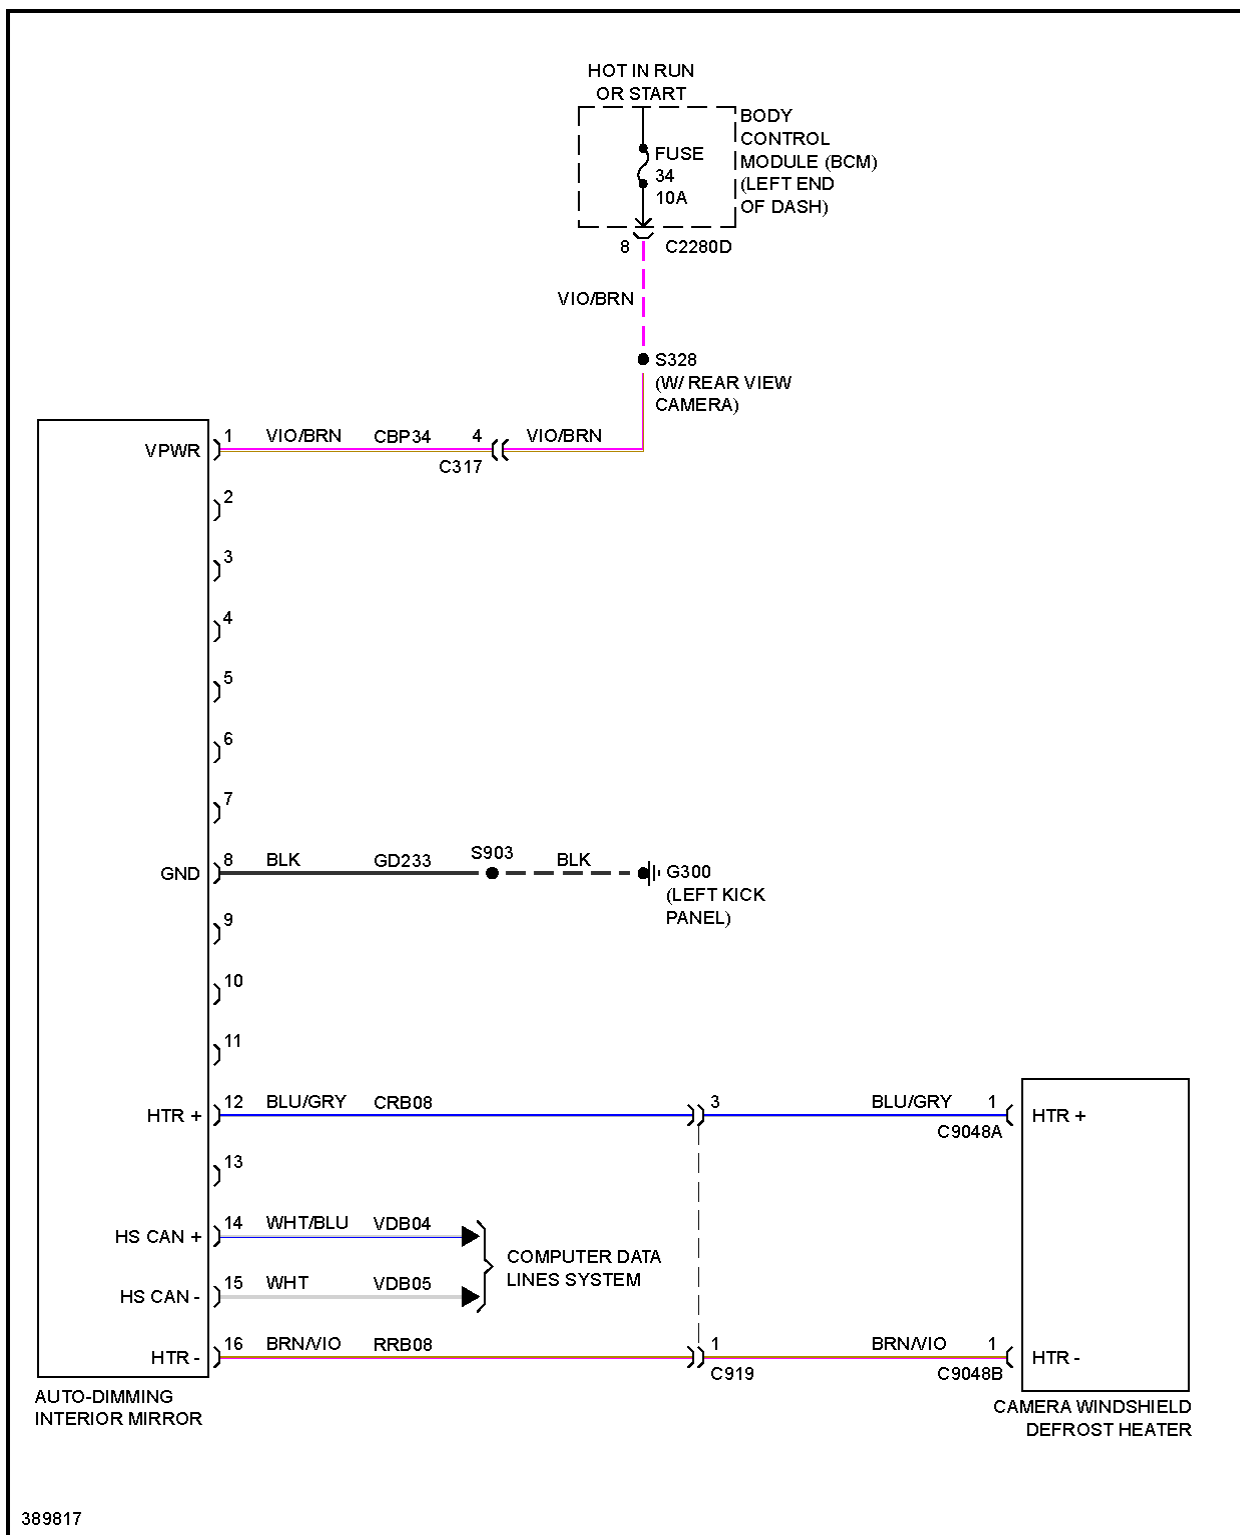 HOT IN RUN
OR START
BODY
CONTROL
MODULE (BCM)
(LEFT END
OF DASH)
FUSE
34
10A
8 C2280D
VIO/BRN
S328
(W/ REAR VIEW
CAMERA)
VPWR 1 VIO/BRN CBP34 4 VIO/BRN
C317
2
3
4
5
6
7
GND 8 BLK GD233 S903 BLK G300
(LEFT KICK
PANEL)
9
10
11
HTR + 12 BLU/GRY CRB08 3 BLU/GRY 1 HTR +
C9048A
13
HS CAN + 14 WHT/BLU VDB04
COMPUTER DATA
LINES SYSTEM
HS CAN - 15 WHT VDB05
HTR - 16 BRN/VIO RRB08 1 BRN/VIO 1 HTR -
C919 C9048B
AUTO-DIMMING
INTERIOR MIRROR
CAMERA WINDSHIELD
DEFROST HEATER
389817